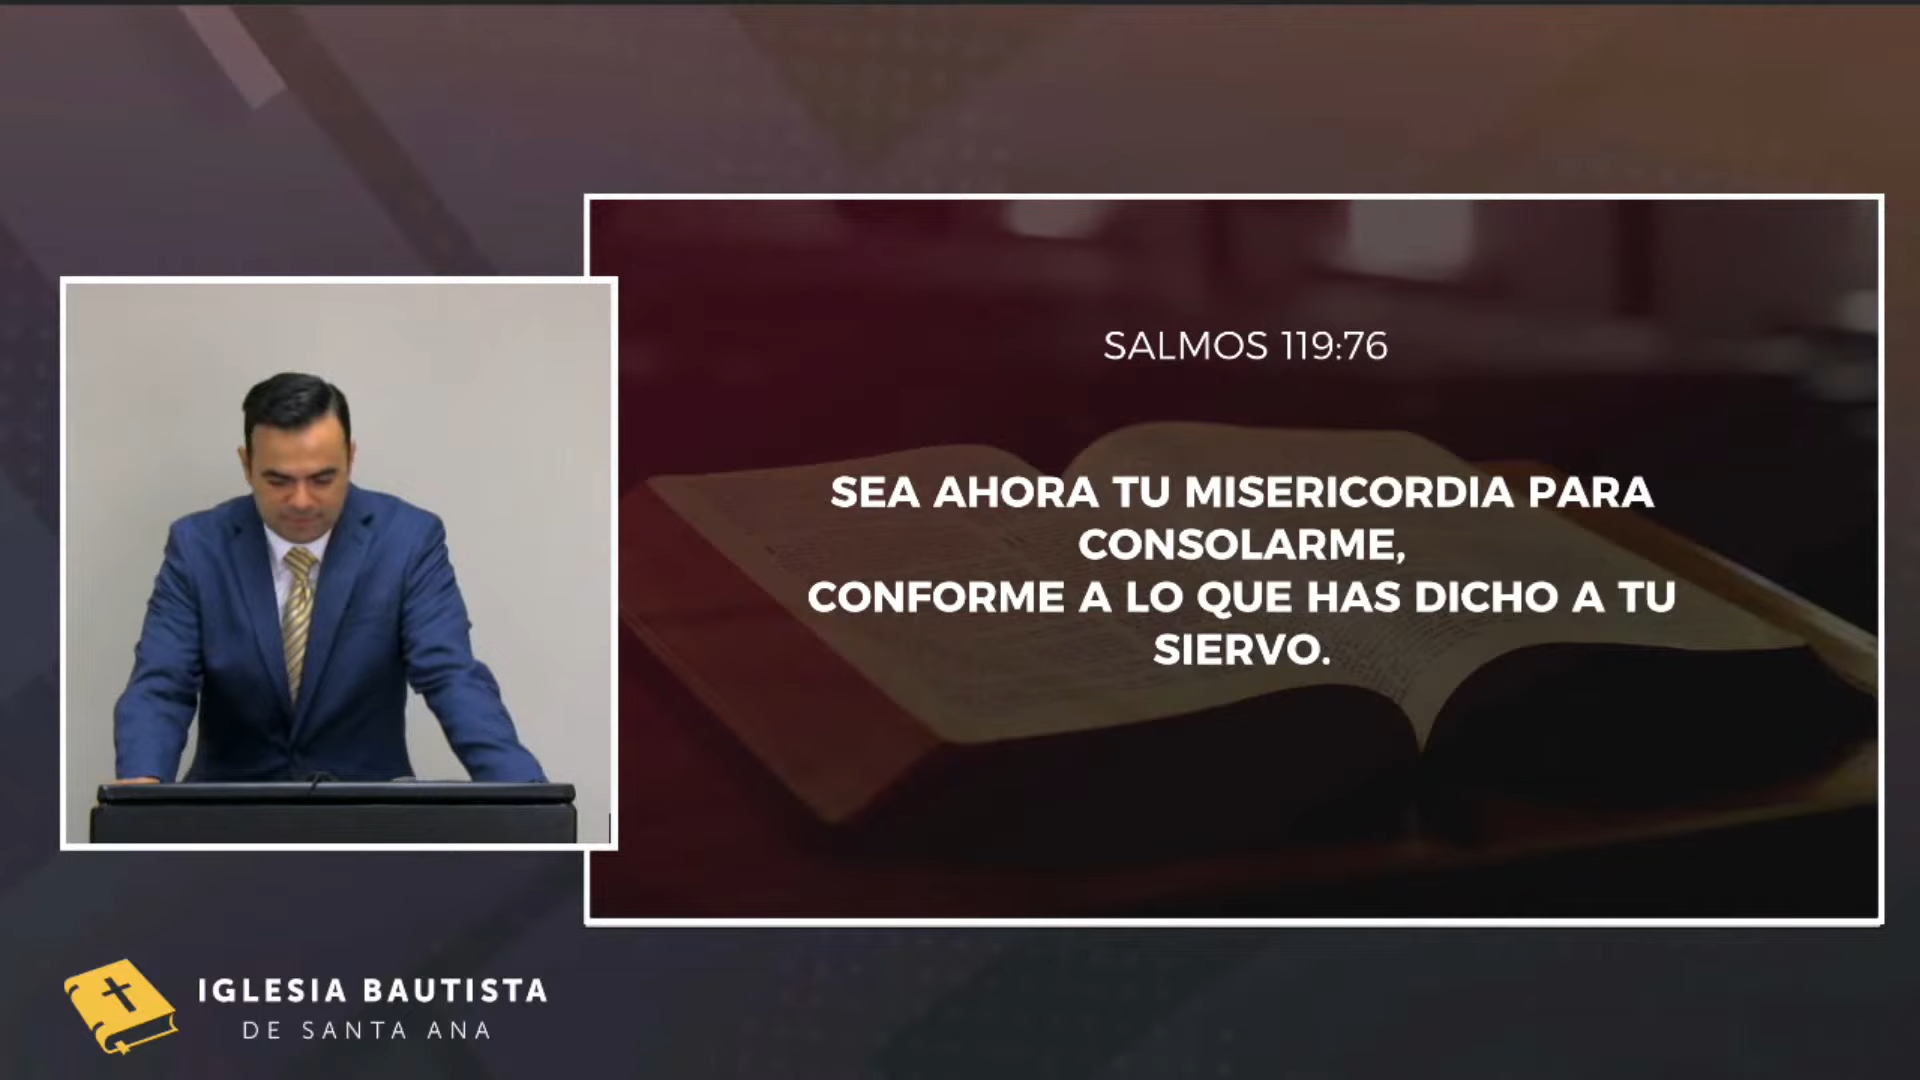 SALMOS 119:76
SEA AHORA TU MISERICORDIA PARA
CONSOLARME,
CONFORME A LO QUE HAS DICHO A TU
SIERVO.
IGLESIA BAUTISTA
DE SANTA ANA